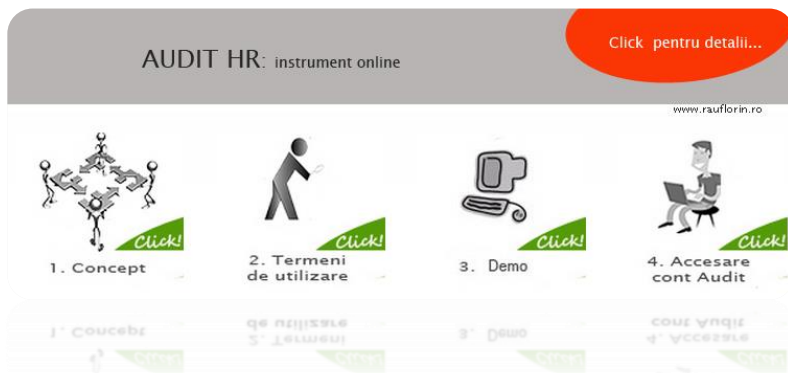 AUDIT HR: instrument online
Click pentru detalii...
www.rauflorin.ro
Click!
1. Concept
Click!
2. Termeni
de utilizare
Click!
3. Demo
Click!
4. Accesare
cont Audit